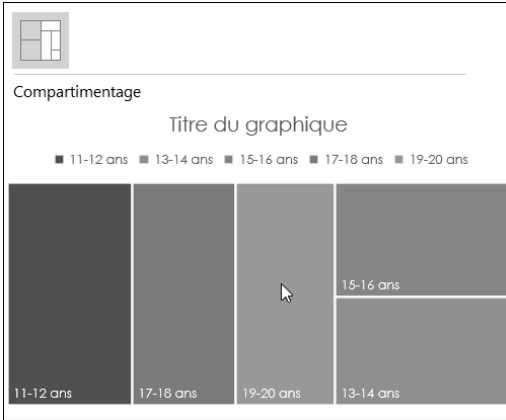 Compartimentage
Titre du graphique
11-12 ans 13-14 ans 15-16 ans 17-18 ans 19-20 ans
15-16 ans
11-12 ans 17-18 ans 19-20 ans 13-14 ans